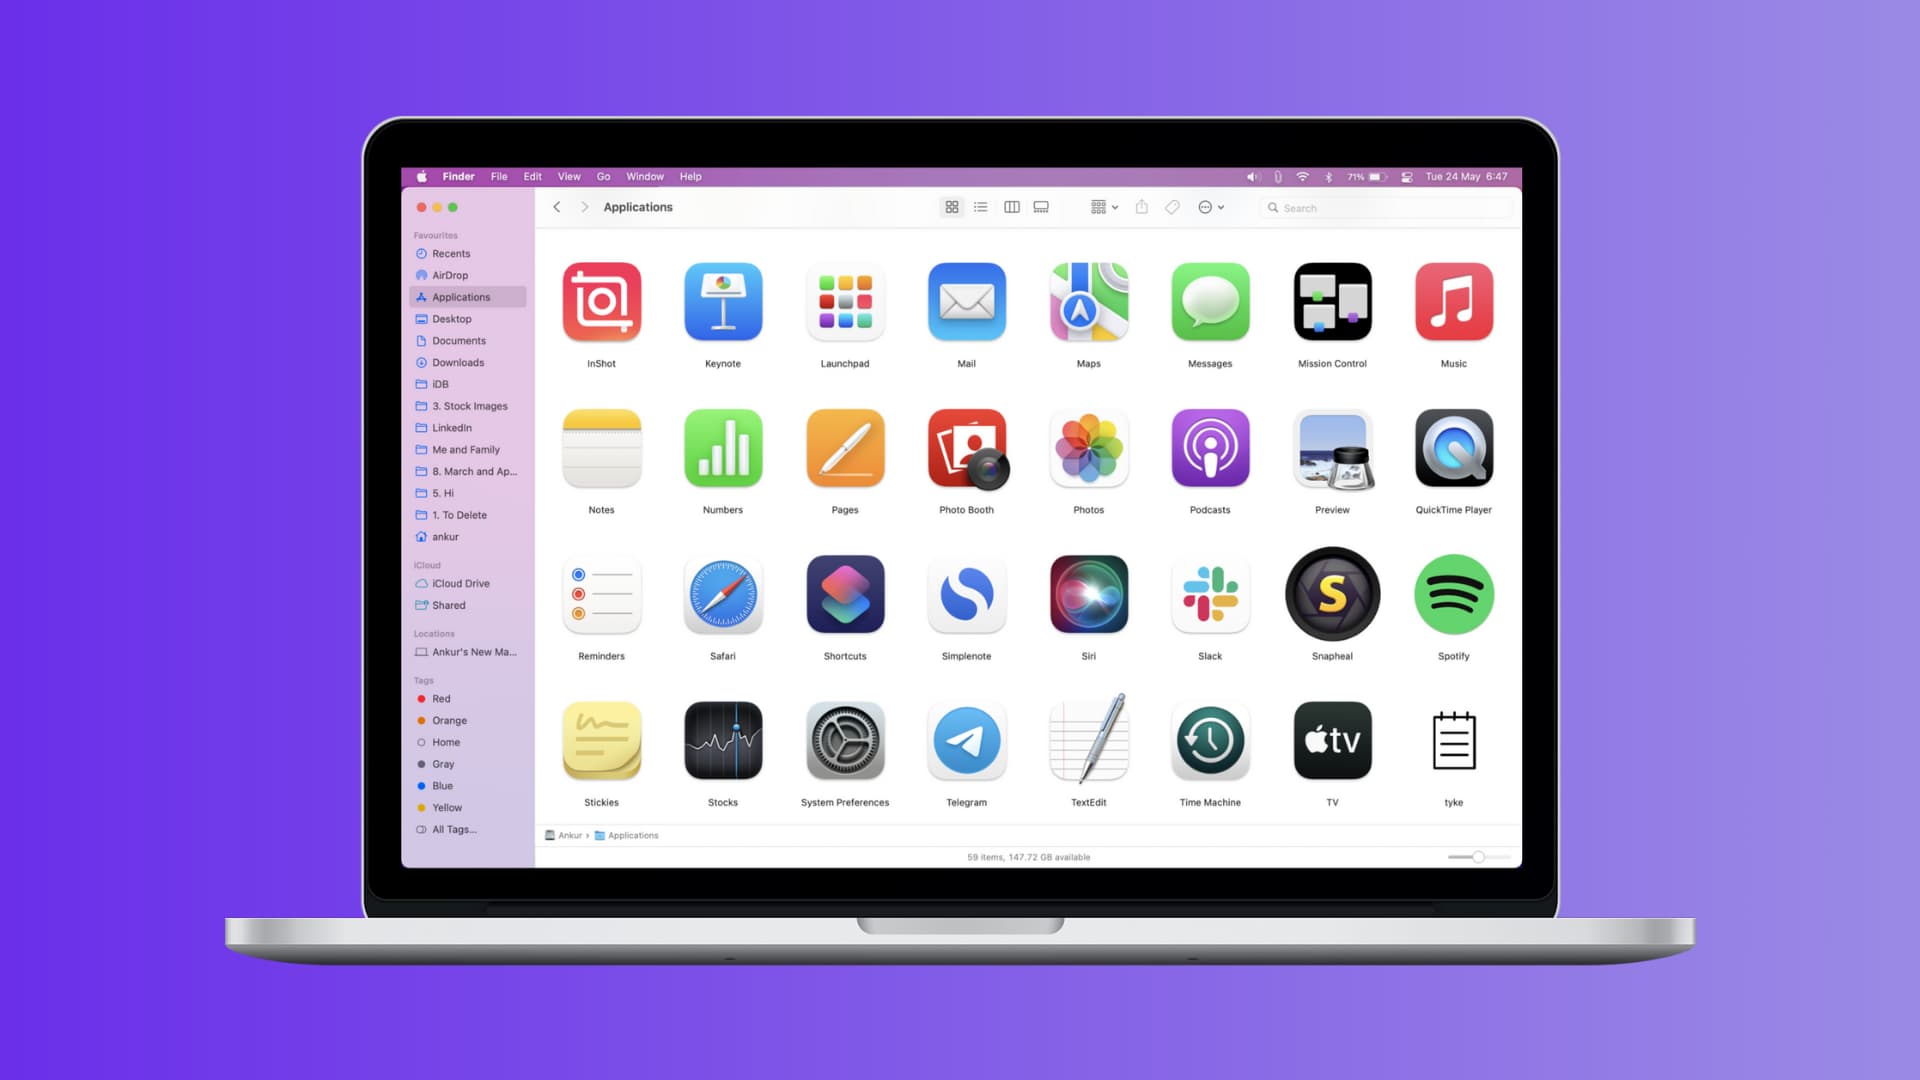 Finder File Edit View Go Window Help 71% Tue 24 May 6:47
Applications
Search
Favourites
Recents
AirDrop
Applications
Desktop
Documents
Downloads
iDB
3. Stock Images
LinkedIn
Me and Family
8. March and Ap...
5. Hi
1. To Delete
ankur
iCloud
iCloud Drive
Shared
Locations
Ankur's New Ma...
Tags
Red
Orange
Home
Gray
Blue
Yellow
All Tags...
InShot Keynote Launchpad Mail Maps Messages Mission Control Music
Notes Numbers Pages Photo Booth Photos Podcasts Preview QuickTime Player
S
Reminders Safari Shortcuts Simplenote Siri Slack Snapheal Spotify
tv
Stickies Stocks System Preferences Telegram TextEdit Time Machine TV tyke
Ankur › Applications
59 items, 147.72 GB available